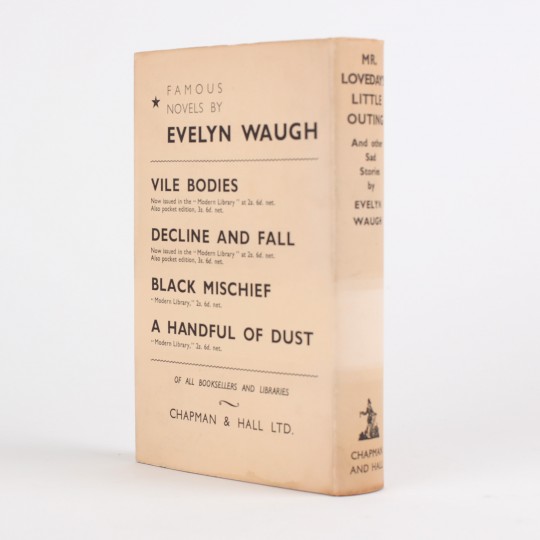 ★ FAMOUS
NOVELS BY
EVELYN WAUGH
VILE BODIES
Now issued in the "Modern Library" at 2s. 6d. net.
Also pocket edition, 3s. 6d. net.
DECLINE AND FALL
Now issued in the "Modern Library" at 2s. 6d. net.
Also pocket edition, 3s. 6d. net.
BLACK MISCHIEF
"Modern Library," 2s. 6d. net.
A HANDFUL OF DUST
"Modern Library," 2s. 6d. net.
OF ALL BOOKSELLERS AND LIBRARIES
CHAPMAN & HALL LTD.
MR.
LOVEDAY'S
LITTLE
OUTING
And other
Sad
Stories
by
EVELYN
WAUGH
CHAPMAN
AND HALL